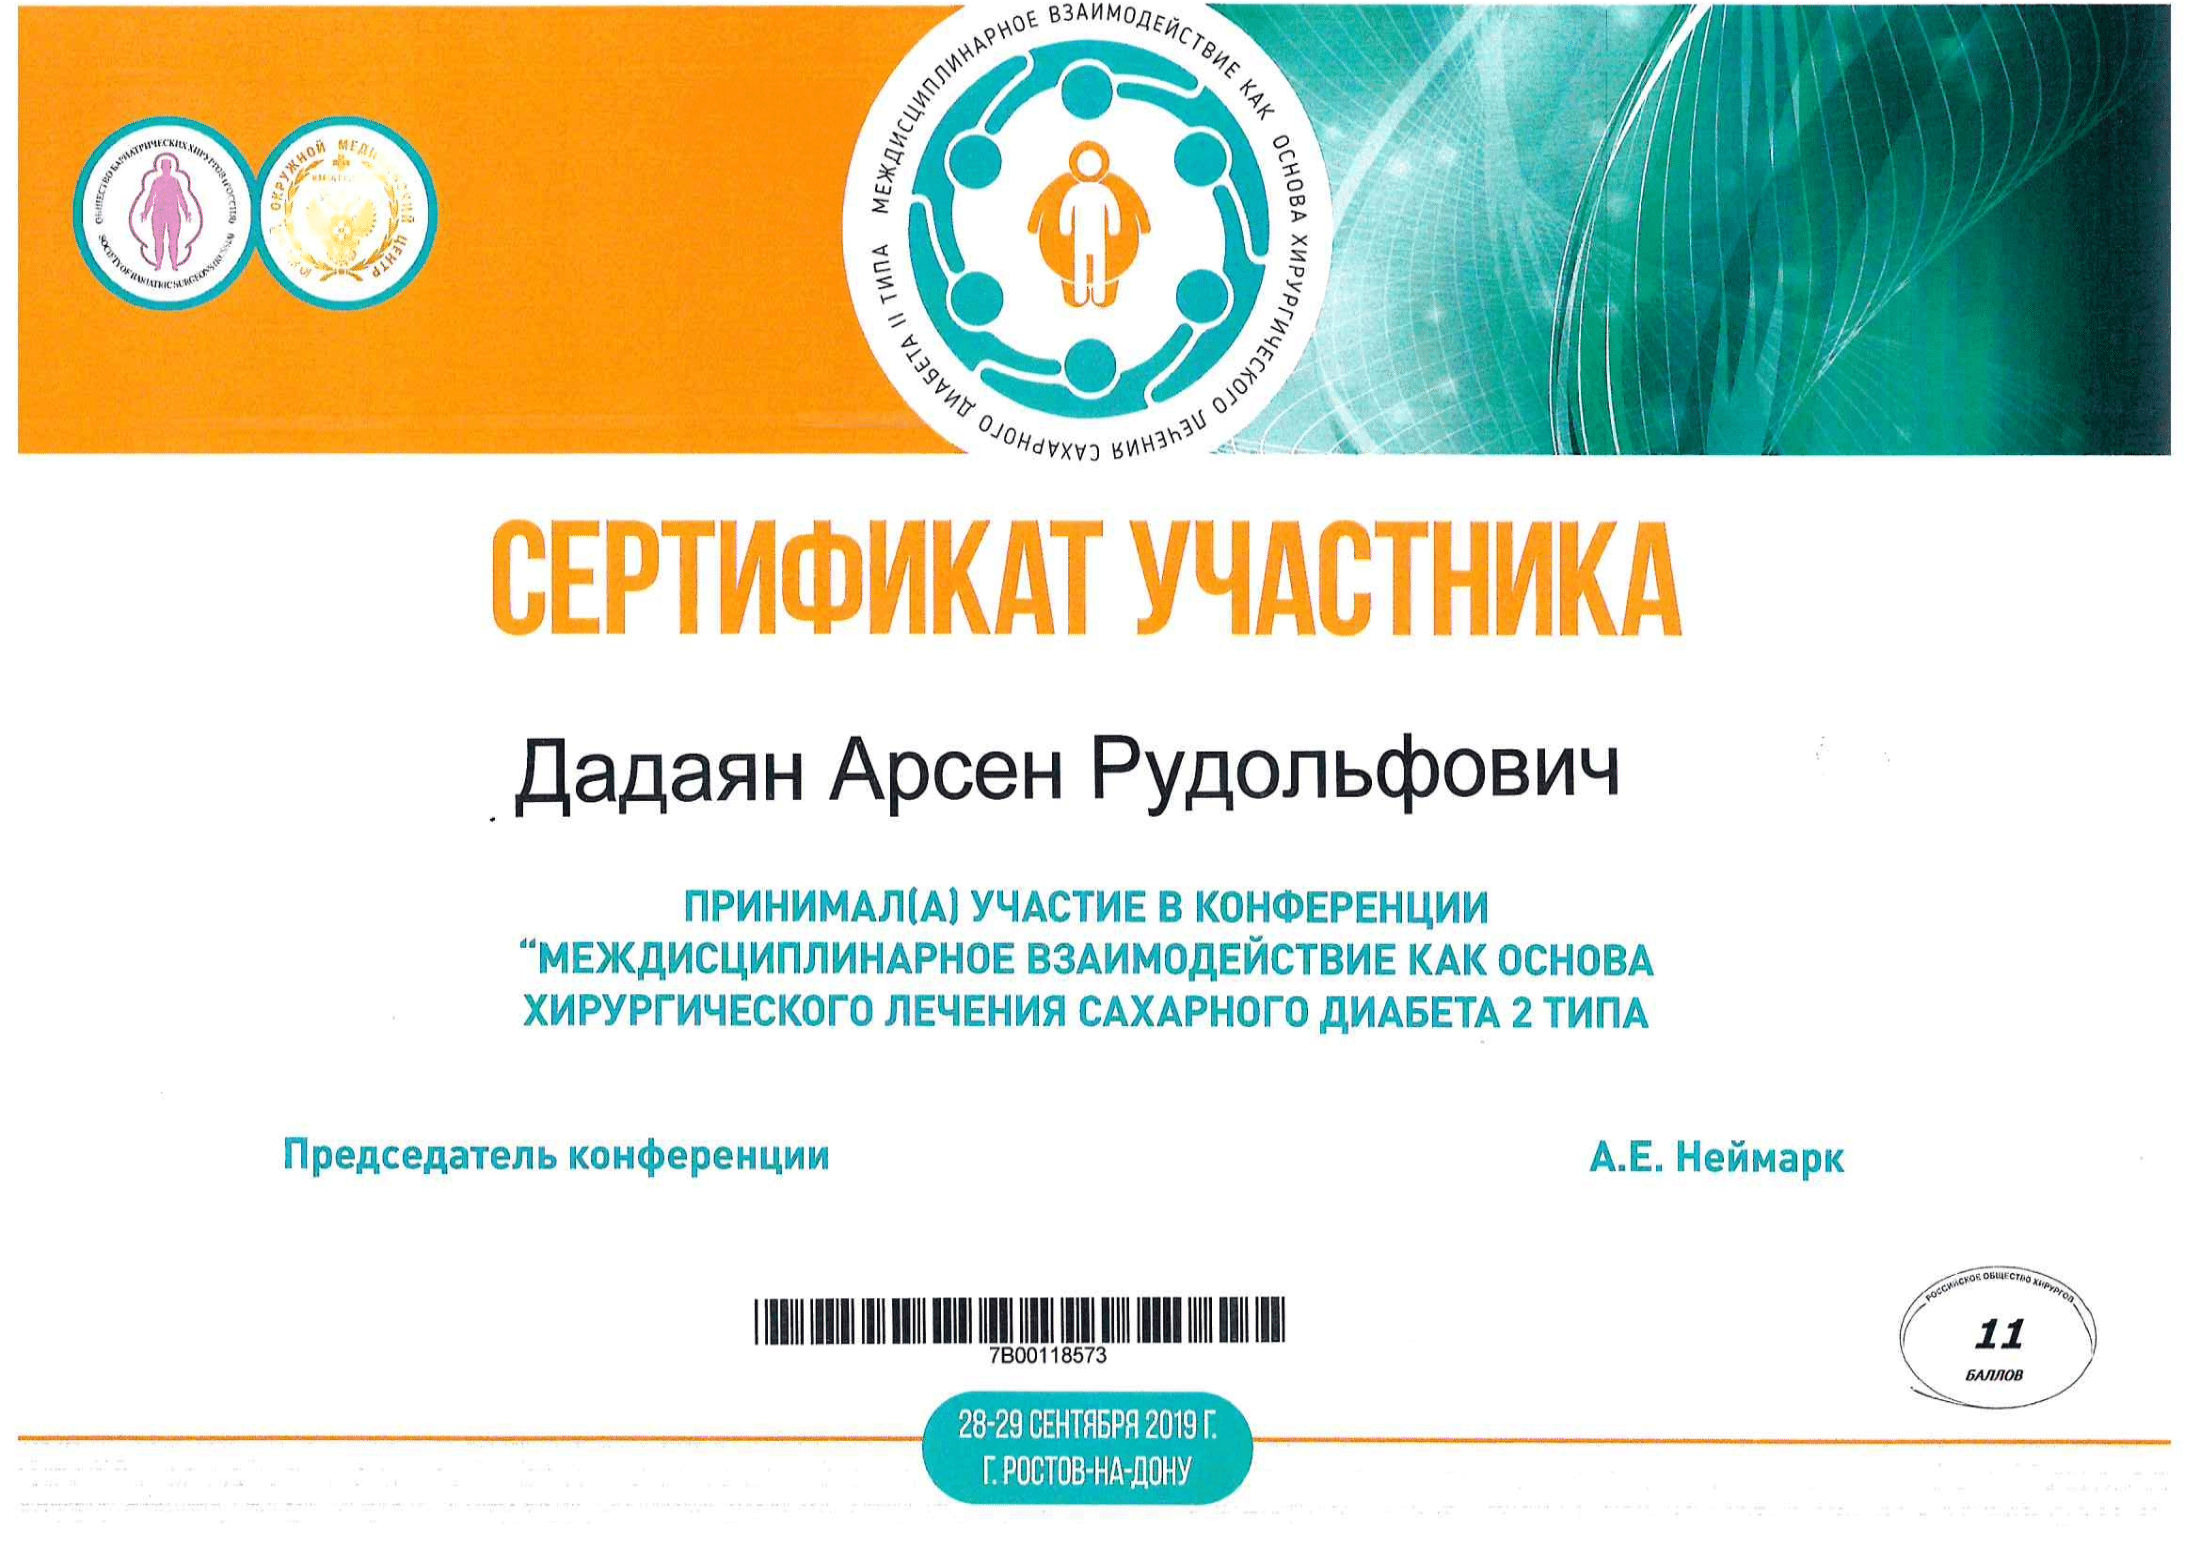 ОБЩЕСТВО БАРИАТРИЧЕСКИХ ХИРУРГОВ (РОССИЯ)
SOCIETY OF BARIATRIC SURGEONS (RUSSIA)
ОКРУЖНОЙ МЕДИЦИНСКИЙ ЦЕНТР
МЕЖДИСЦИПЛИНАРНОЕ ВЗАИМОДЕЙСТВИЕ КАК ОСНОВА ХИРУРГИЧЕСКОГО ЛЕЧЕНИЯ САХАРНОГО ДИАБЕТА II ТИПА
СЕРТИФИКАТ УЧАСТНИКА
Дадаян Арсен Рудольфович
ПРИНИМАЛ(А) УЧАСТИЕ В КОНФЕРЕНЦИИ
“МЕЖДИСЦИПЛИНАРНОЕ ВЗАИМОДЕЙСТВИЕ КАК ОСНОВА
ХИРУРГИЧЕСКОГО ЛЕЧЕНИЯ САХАРНОГО ДИАБЕТА 2 ТИПА
Председатель конференции
А.Е. Неймарк
7B00118573
РОССИЙСКОЕ ОБЩЕСТВО ХИРУРГОВ
11
БАЛЛОВ
28-29 СЕНТЯБРЯ 2019 Г.
Г. РОСТОВ-НА-ДОНУ